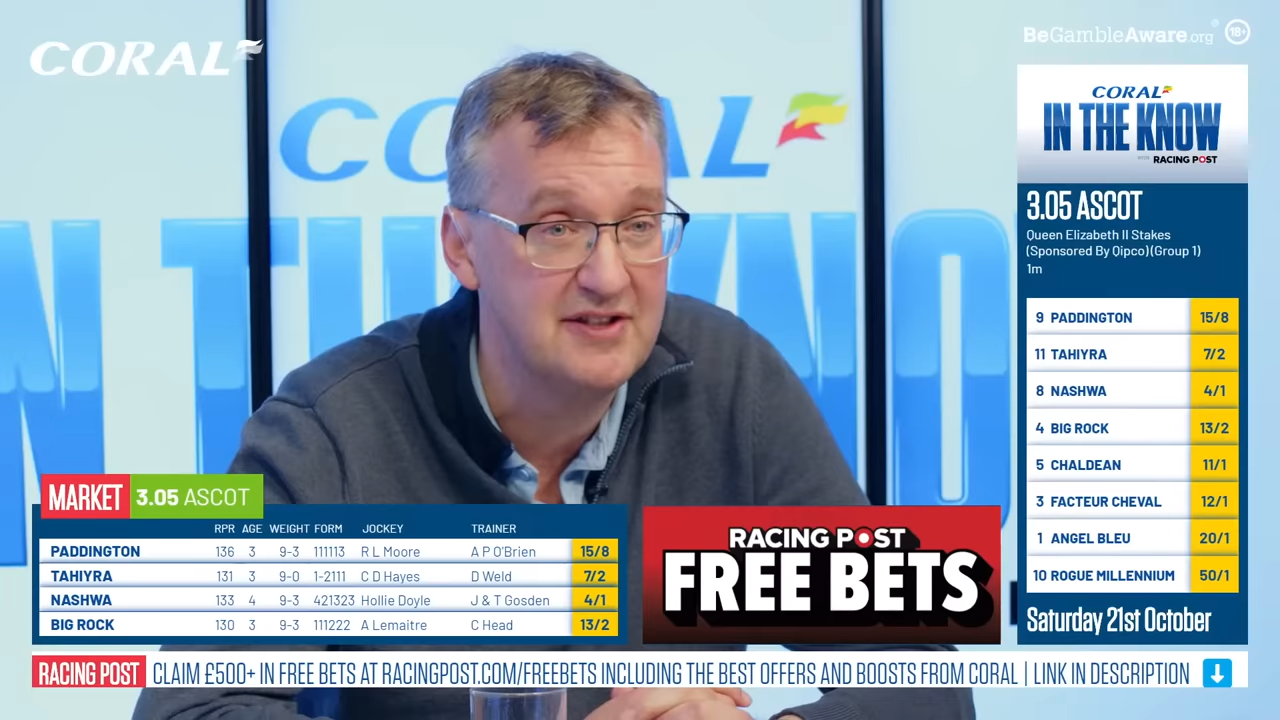 CORAL
BeGambleAware.org® 18+
CORAL
IN THE KNOW
CORAL
IN THE KNOW
WITH RACING POST
3.05 ASCOT
Queen Elizabeth II Stakes
(Sponsored By Qipco)(Group 1)
1m
9 PADDINGTON 15/8
11 TAHIYRA 7/2
8 NASHWA 4/1
4 BIG ROCK 13/2
5 CHALDEAN 11/1
3 FACTEUR CHEVAL 12/1
1 ANGEL BLEU 20/1
10 ROGUE MILLENNIUM 50/1
Saturday 21st October
MARKET 3.05 ASCOT
RPR AGE WEIGHT FORM JOCKEY TRAINER
PADDINGTON 136 3 9-3 111113 R L Moore A P O'Brien 15/8
TAHIYRA 131 3 9-0 1-2111 C D Hayes D Weld 7/2
NASHWA 133 4 9-3 421323 Hollie Doyle J & T Gosden 4/1
BIG ROCK 130 3 9-3 111222 A Lemaitre C Head 13/2
RACING POST
FREE BETS
RACING POST CLAIM £500+ IN FREE BETS AT RACINGPOST.COM/FREEBETS INCLUDING THE BEST OFFERS AND BOOSTS FROM CORAL | LINK IN DESCRIPTION